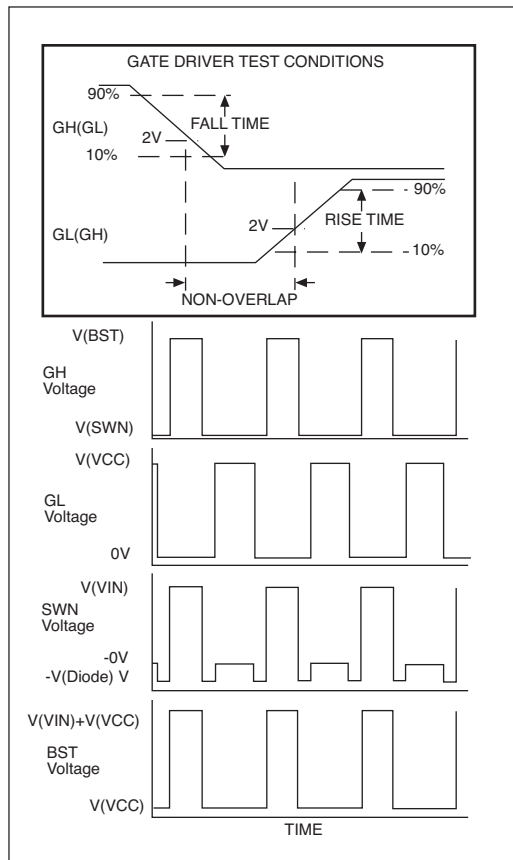 GATE DRIVER TEST CONDITIONS
90%
FALL TIME
GH(GL)
2V
10%
90%
2V
RISE TIME
GL(GH)
10%
NON-OVERLAP
V(BST)
GH
Voltage
V(SWN)
V(VCC)
GL
Voltage
0V
V(VIN)
SWN
Voltage
-0V
-V(Diode) V
V(VIN)+V(VCC)
BST
Voltage
V(VCC)
TIME